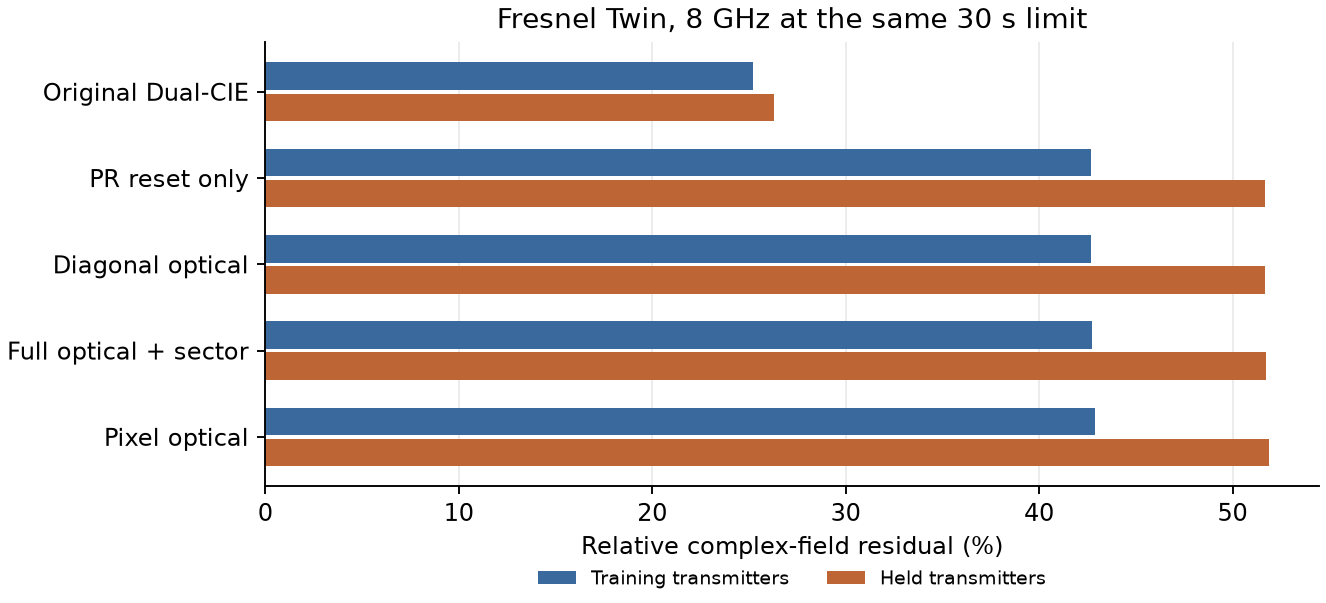 Fresnel Twin, 8 GHz at the same 30 s limit
Original Dual-CIE
PR reset only
Diagonal optical
Full optical + sector
Pixel optical
0 10 20 30 40 50
Relative complex-field residual (%)
Training transmitters Held transmitters